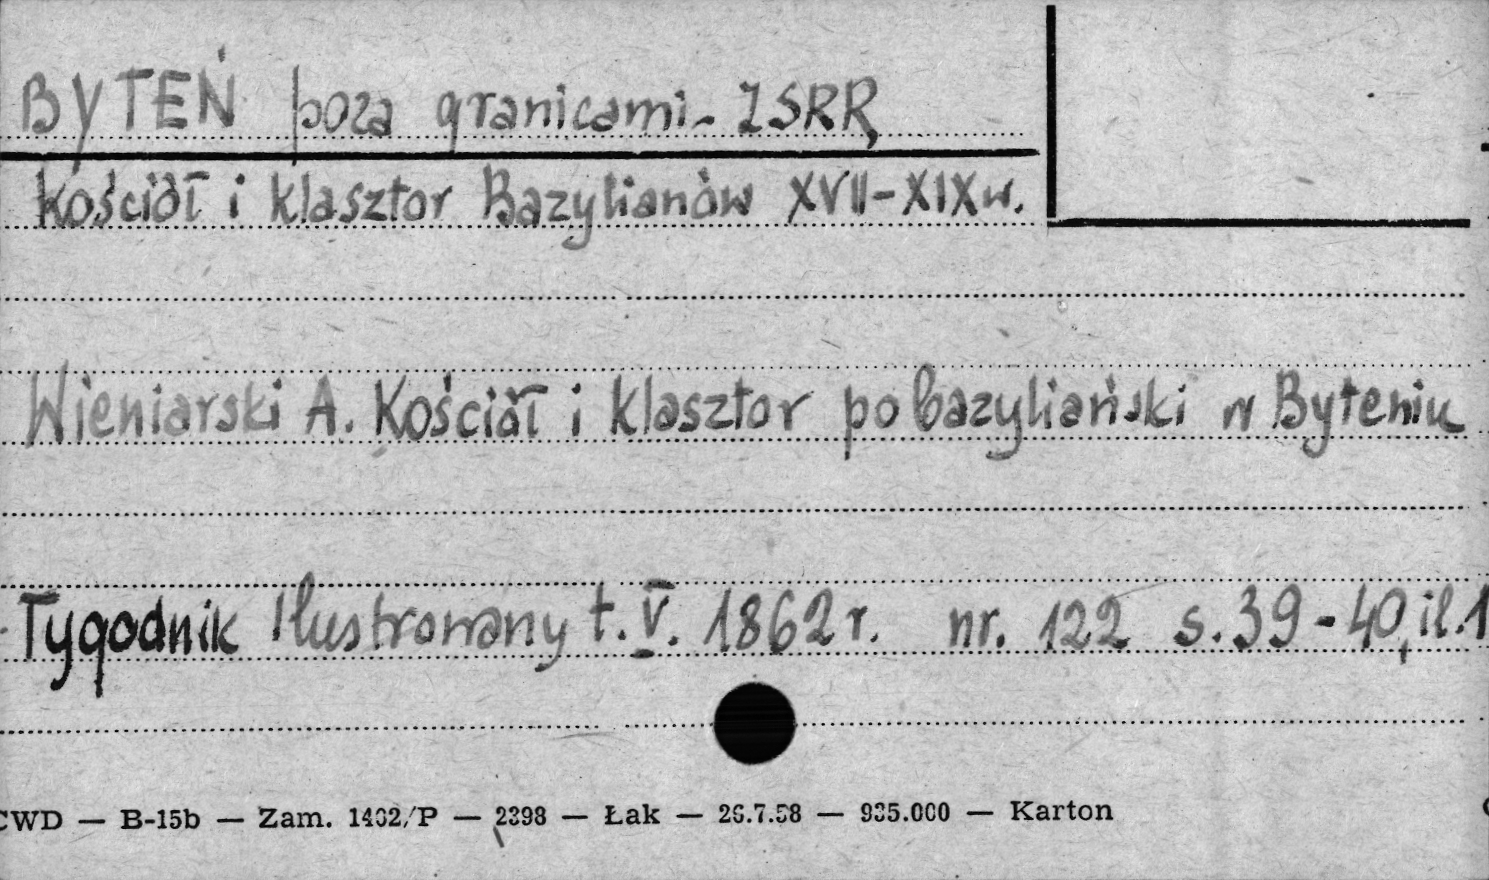 BYTEŃ poza granicami - ZSRR,
Kościół i klasztor Bazylianów XVII-XIXw.
Wieniarski A. Kościół i klasztor pobazyliański w Byteniu
Tygodnik Ilustrowany t. V. 1862 r. nr. 122 s. 39-40, il. 1
CWD — B-15b — Zam. 1402/P — 2398 — Łak — 26.7.58 — 935.000 — Karton